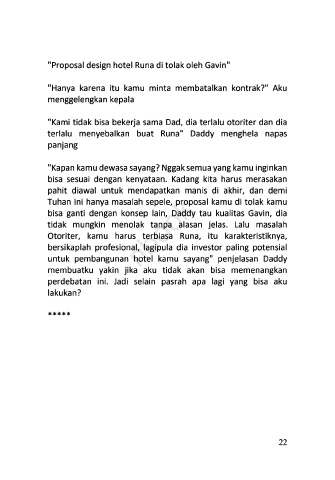 "Proposal design hotel Runa di tolak oleh Gavin"
"Hanya karena itu kamu minta membatalkan kontrak?" Aku
menggelengkan kepala
"Kami tidak bisa bekerja sama Dad, dia terlalu otoriter dan dia
terlalu menyebalkan buat Runa" Daddy menghela napas
panjang
"Kapan kamu dewasa sayang? Nggak semua yang kamu inginkan
bisa sesuai dengan kenyataan. Kadang kita harus merasakan
pahit diawal untuk mendapatkan manis di akhir, dan demi
Tuhan ini hanya masalah sepele, proposal kamu di tolak kamu
bisa ganti dengan konsep lain, Daddy tau kualitas Gavin, dia
tidak mungkin menolak tanpa alasan jelas. Lalu masalah
Otoriter, kamu harus terbiasa Runa, itu karakteristiknya,
bersikaplah profesional, lagipula dia investor paling potensial
untuk pembangunan hotel kamu sayang" penjelasan Daddy
membuatku yakin jika aku tidak akan bisa memenangkan
perdebatan ini. Jadi selain pasrah apa lagi yang bisa aku
lakukan?
*****
22